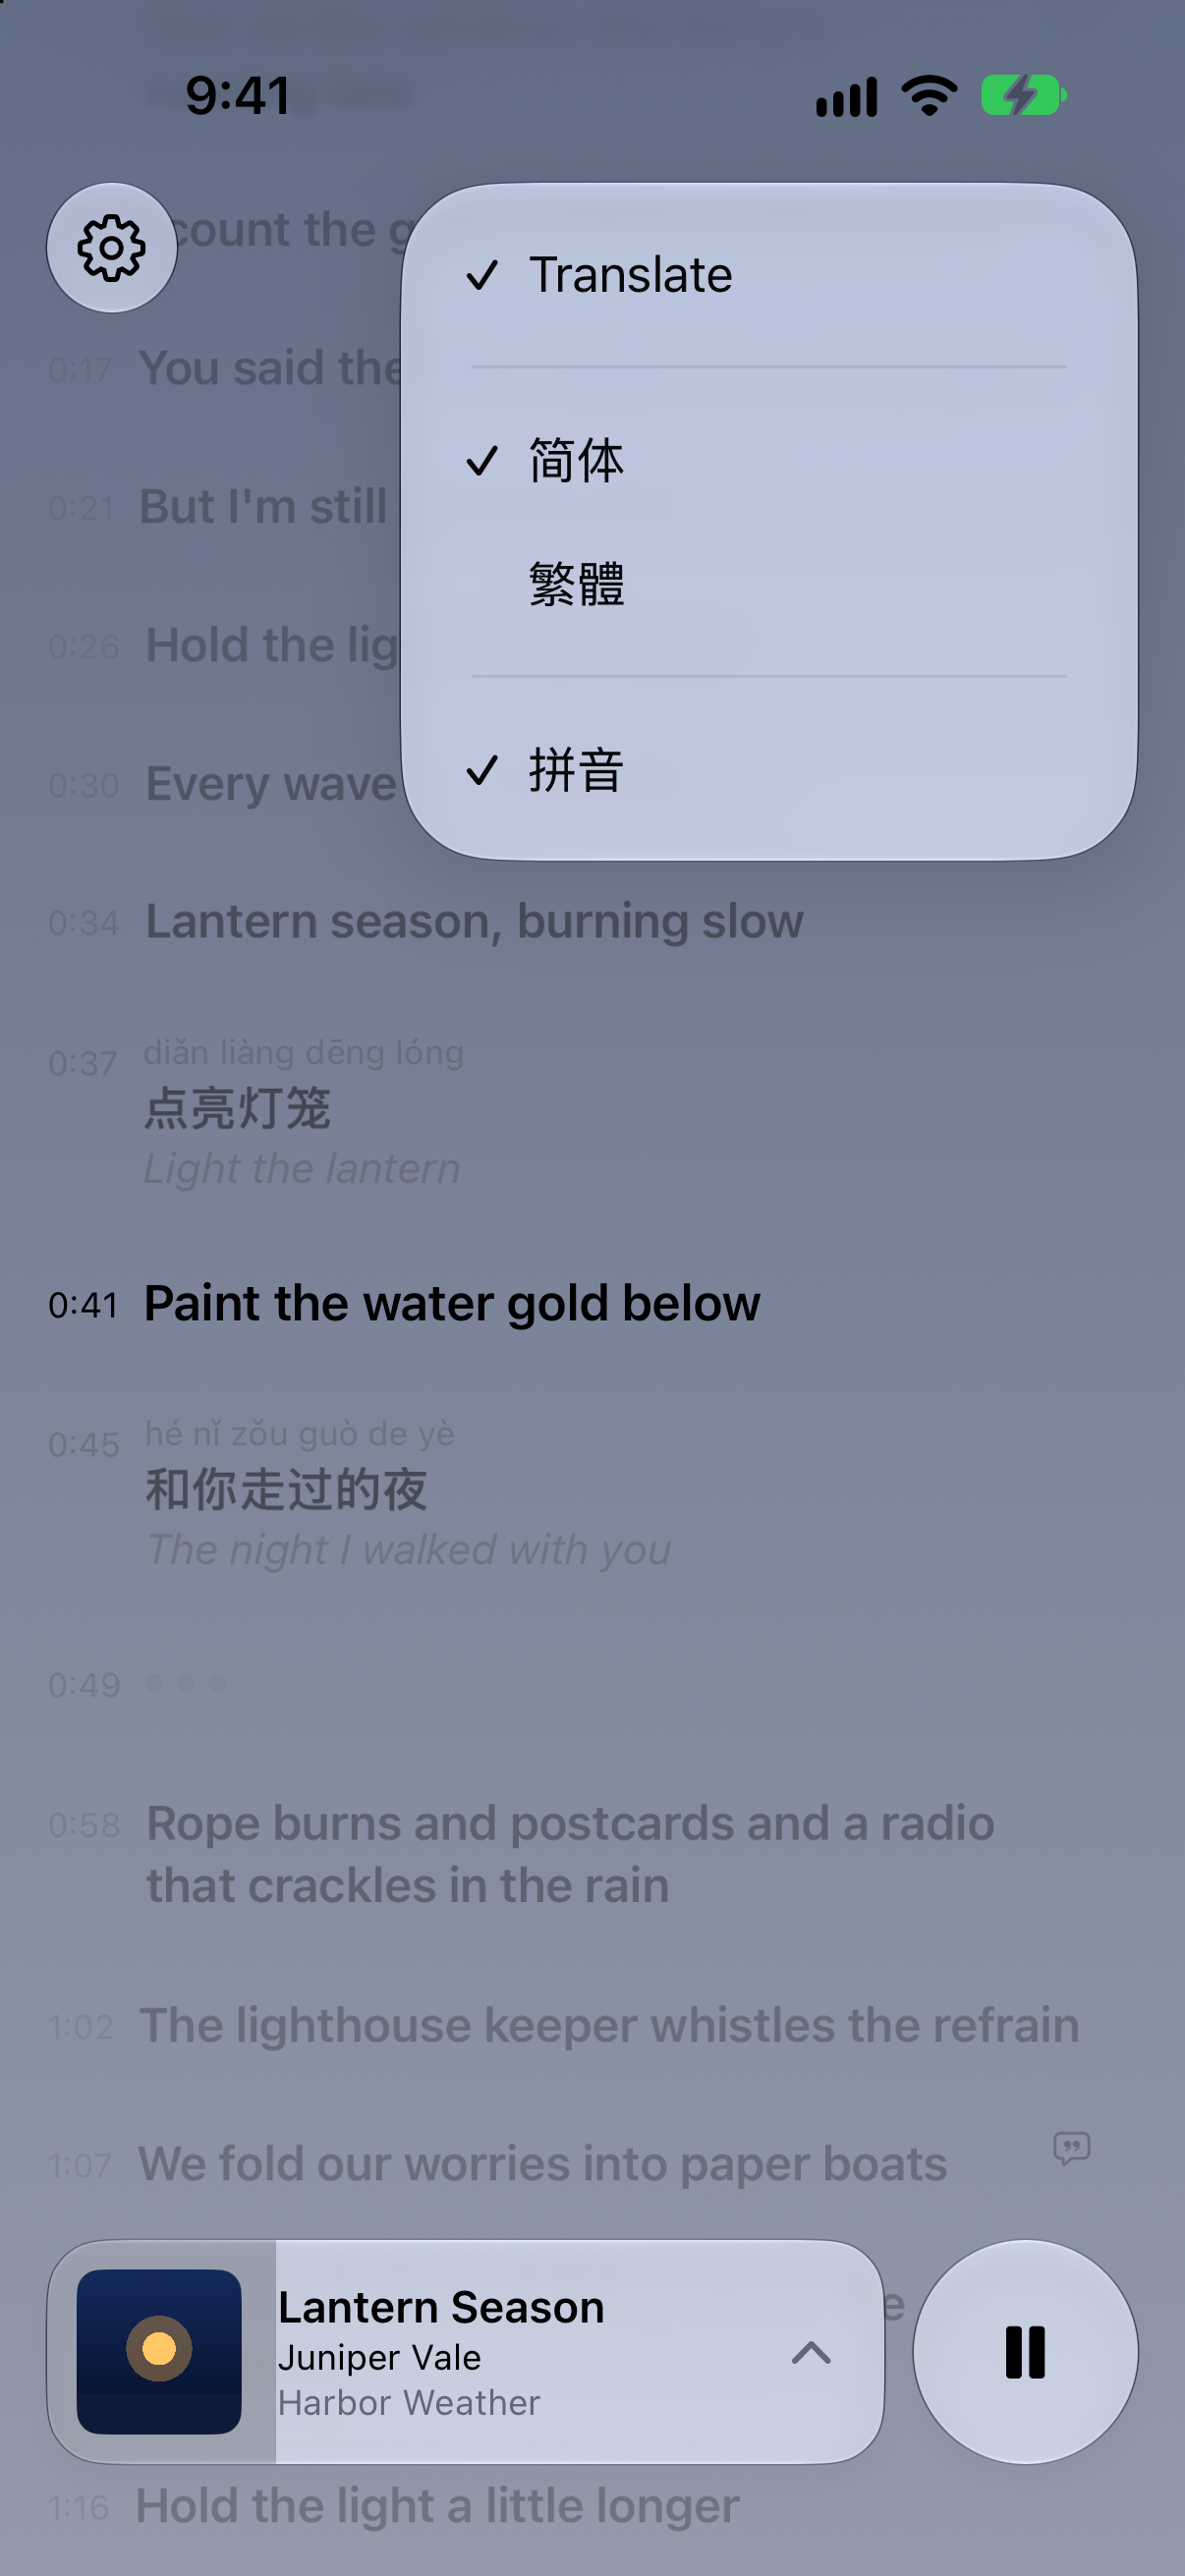 9:41
count the g
Translate
0:17 You said the
简体
0:21 But I'm still
繁體
0:26 Hold the lig
拼音
0:30 Every wave
0:34 Lantern season, burning slow
diǎn liàng dēng lóng
0:37 点亮灯笼
Light the lantern
0:41 Paint the water gold below
hé nǐ zǒu guò de yè
0:45 和你走过的夜
The night I walked with you
0:49
0:58 Rope burns and postcards and a radio
that crackles in the rain
1:02 The lighthouse keeper whistles the refrain
1:07 We fold our worries into paper boats
Lantern Season
Juniper Vale
Harbor Weather
1:16 Hold the light a little longer